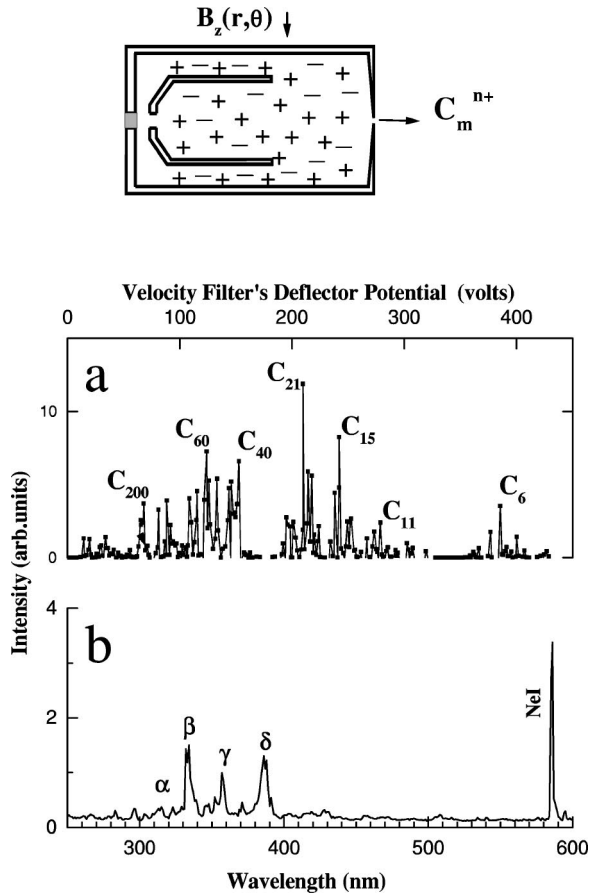 B_z(r,θ)
C_m^n+
Velocity Filter's Deflector Potential (volts)
0 100 200 300 400
a
10
0
C_200
C_60
C_40
C_21
C_15
C_11
C_6
Intensity (arb.units)
b
4
2
0
α
β
γ
δ
NeI
300 400 500 600
Wavelength (nm)